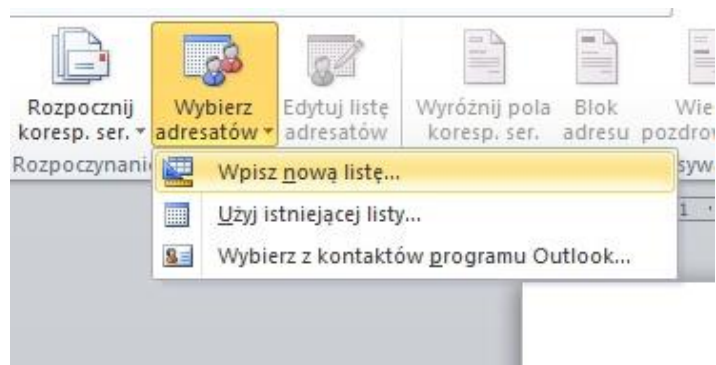 Rozpocznij Wybierz Edytuj listę Wyróżnij pola Blok
koresp. ser. adresatów adresatów koresp. ser. adresu
Wpisz nową listę...
Użyj istniejącej listy...
Wybierz z kontaktów programu Outlook...
1